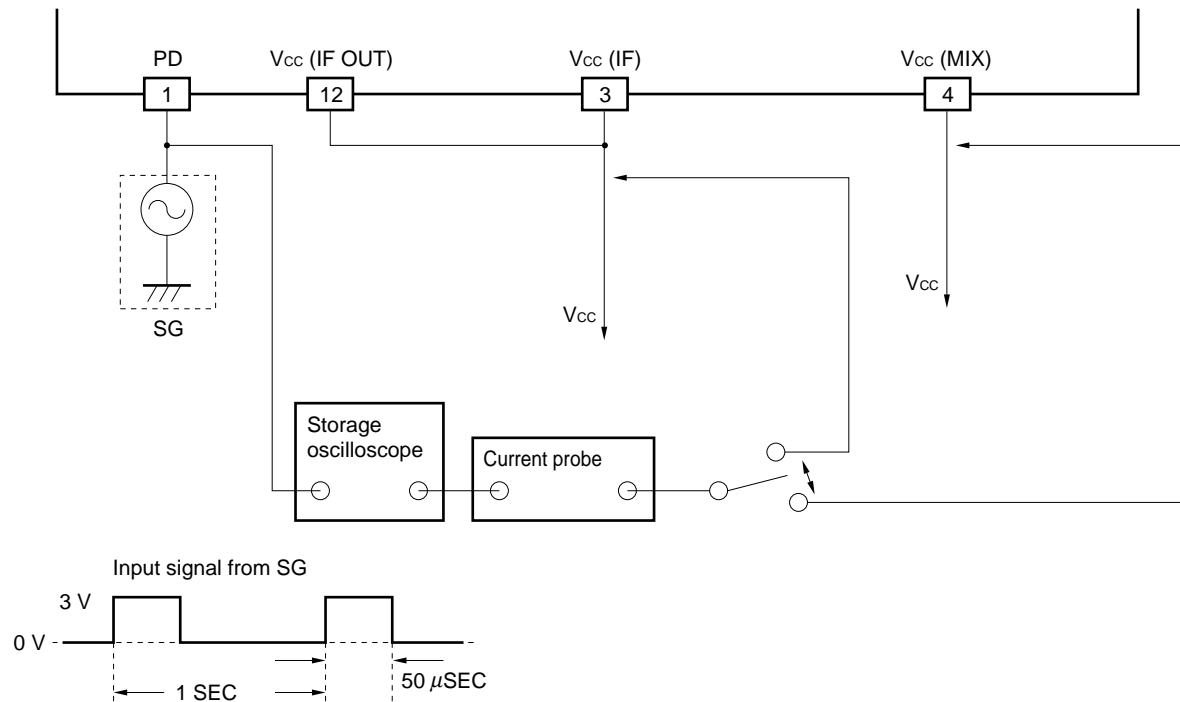 PD VCC (IF OUT) VCC (IF) VCC (MIX)
1 12 3 4
SG
VCC
VCC
Storage
oscilloscope
Current probe
Input signal from SG
3 V
0 V
1 SEC
50 μSEC